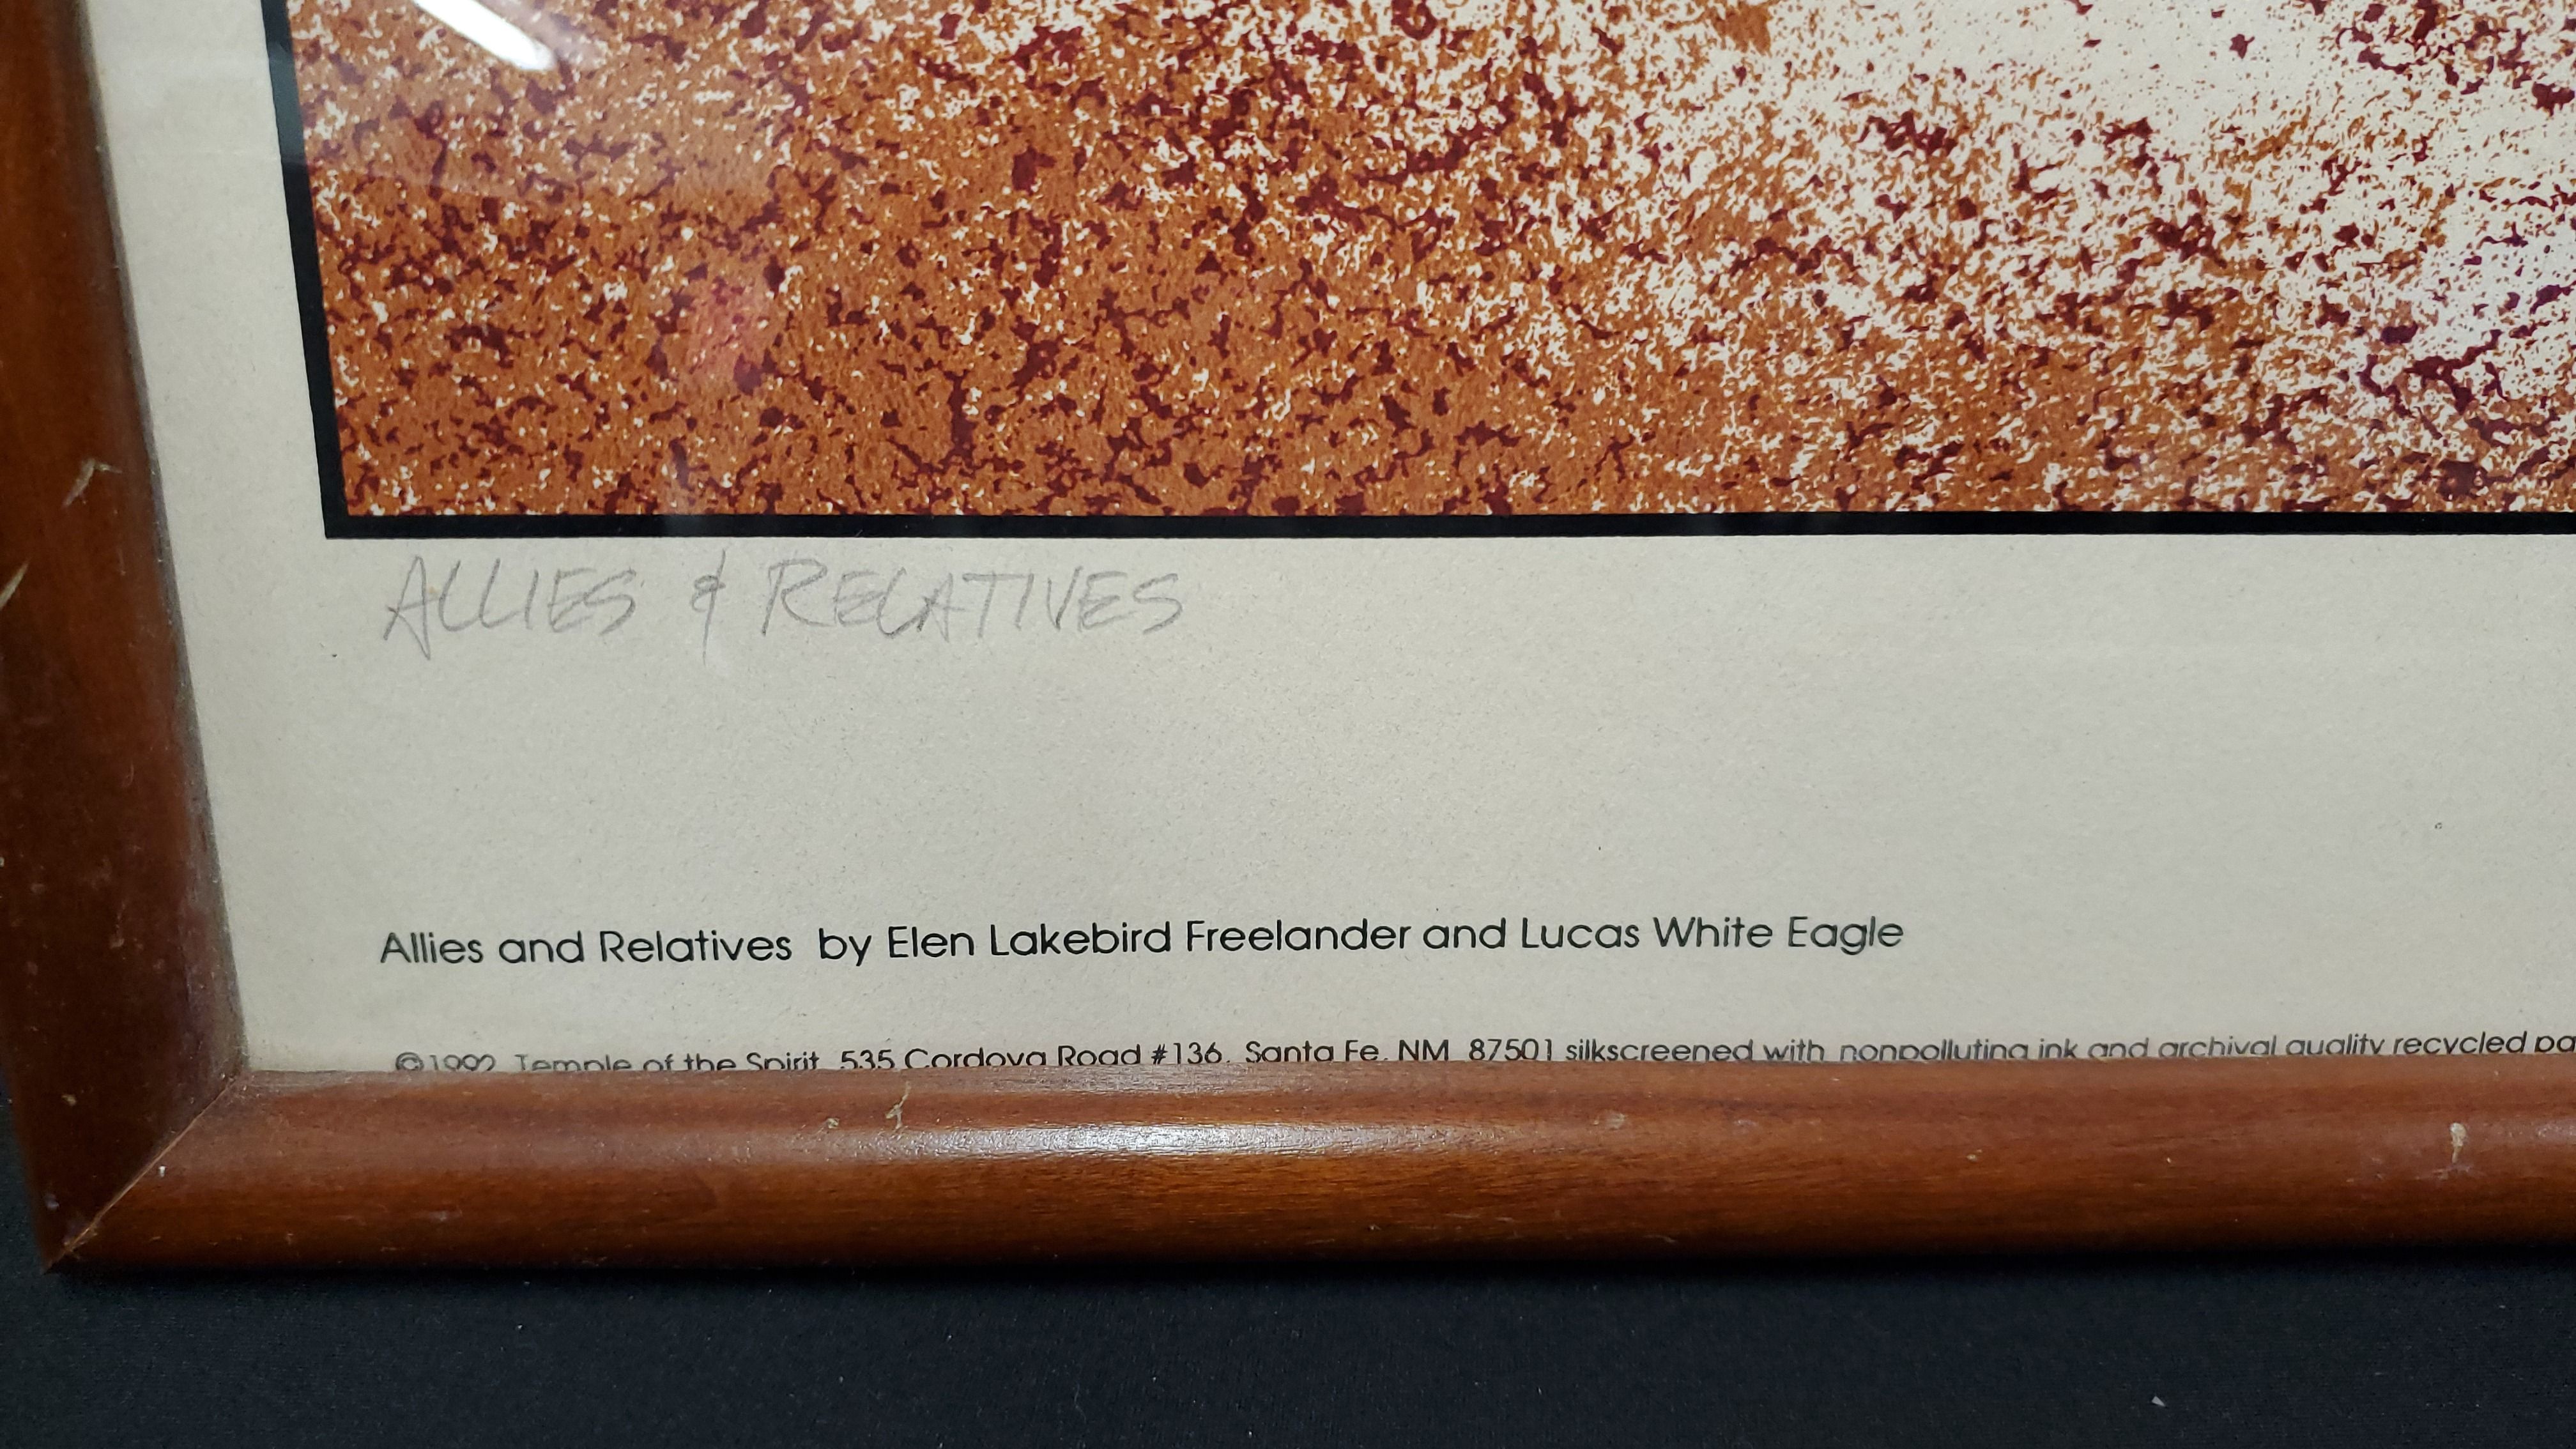 ALLIES & RELATIVES
Allies and Relatives by Elen Lakebird Freelander and Lucas White Eagle
Temple of the Spirit 535 Cordova Road #136, Santa Fe, NM 87501 silkscreened with nonpolluting ink and archival quality recycled